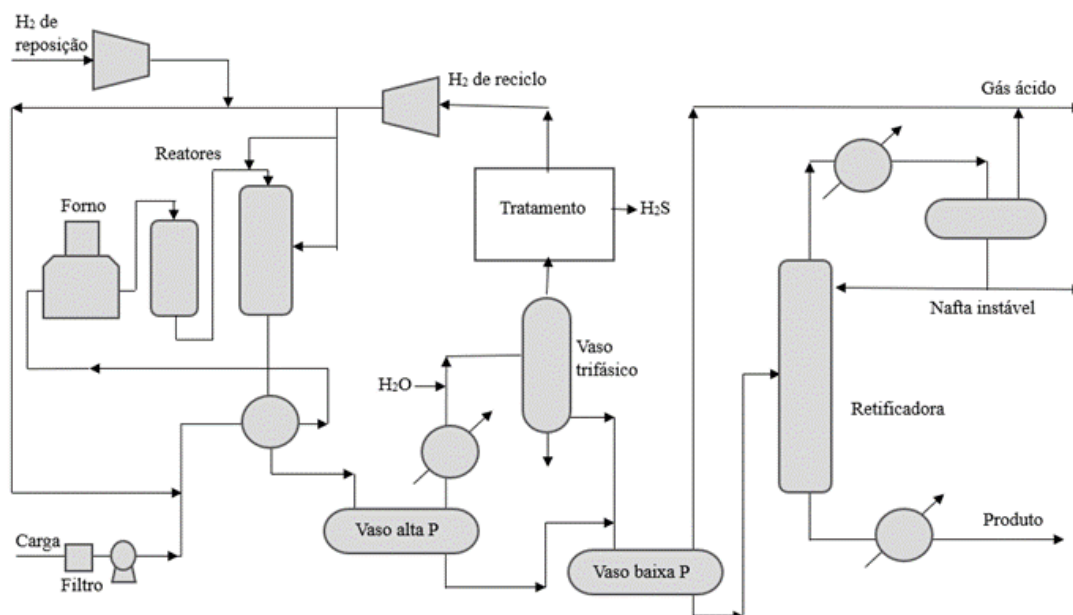 H₂ de
reposição
H₂ de reciclo
Gás ácido
Reatores
Forno
Tratamento
H₂S
Nafta instável
Vaso
trifásico
H₂O
Retificadora
Vaso alta P
Produto
Carga
Vaso baixa P
Filtro